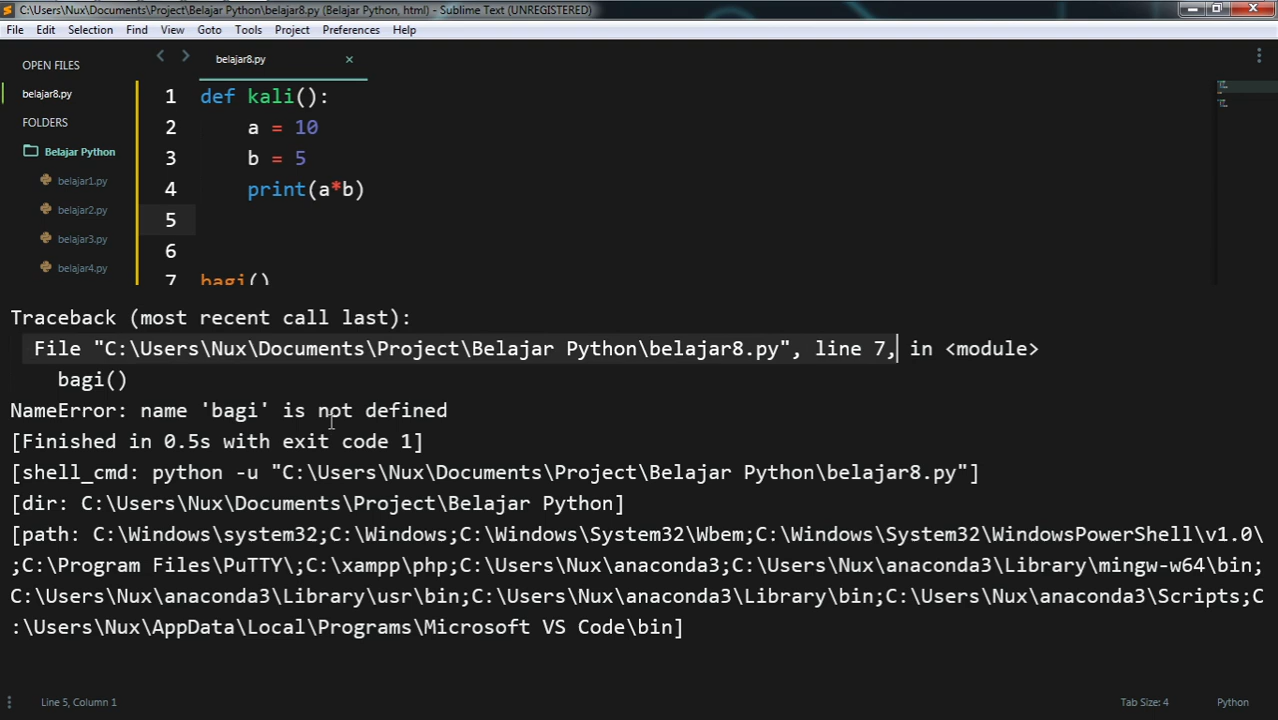 C:\Users\Nux\Documents\Project\Belajar Python\belajar8.py (Belajar Python, html) - Sublime Text (UNREGISTERED)
File Edit Selection Find View Goto Tools Project Preferences Help
OPEN FILES
belajar8.py
FOLDERS
Belajar Python
belajar1.py
belajar2.py
belajar3.py
belajar4.py
belajar8.py
1 def kali():
2 a = 10
3 b = 5
4 print(a*b)
5
6
7 bagi()
Traceback (most recent call last):
File "C:\Users\Nux\Documents\Project\Belajar Python\belajar8.py", line 7, in <module>
bagi()
NameError: name 'bagi' is not defined
[Finished in 0.5s with exit code 1]
[shell_cmd: python -u "C:\Users\Nux\Documents\Project\Belajar Python\belajar8.py"]
[dir: C:\Users\Nux\Documents\Project\Belajar Python]
[path: C:\Windows\system32;C:\Windows;C:\Windows\System32\Wbem;C:\Windows\System32\WindowsPowerShell\v1.0\
;C:\Program Files\PuTTY\;C:\xampp\php;C:\Users\Nux\anaconda3;C:\Users\Nux\anaconda3\Library\mingw-w64\bin;
C:\Users\Nux\anaconda3\Library\usr\bin;C:\Users\Nux\anaconda3\Library\bin;C:\Users\Nux\anaconda3\Scripts;C
:\Users\Nux\AppData\Local\Programs\Microsoft VS Code\bin]
Line 5, Column 1
Tab Size: 4
Python